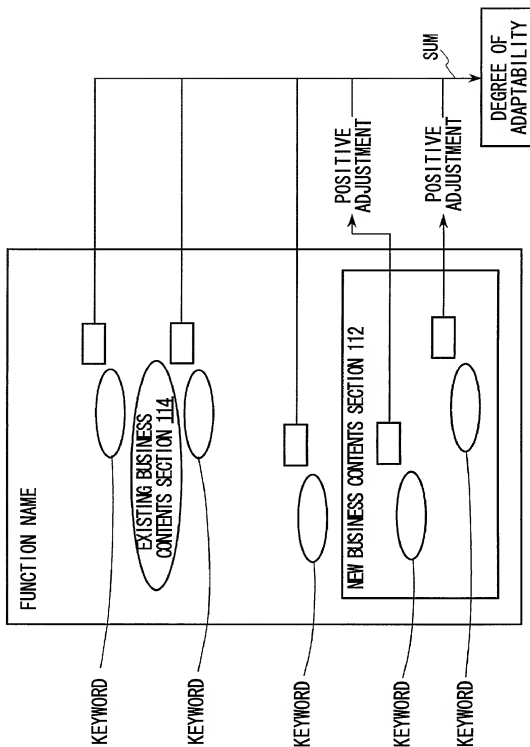 FUNCTION NAME
EXISTING BUSINESS
CONTENTS SECTION 114
NEW BUSINESS CONTENTS SECTION 112
KEYWORD
KEYWORD
KEYWORD
KEYWORD
KEYWORD
POSITIVE
ADJUSTMENT
POSITIVE
ADJUSTMENT
SUM
DEGREE OF
ADAPTABILITY